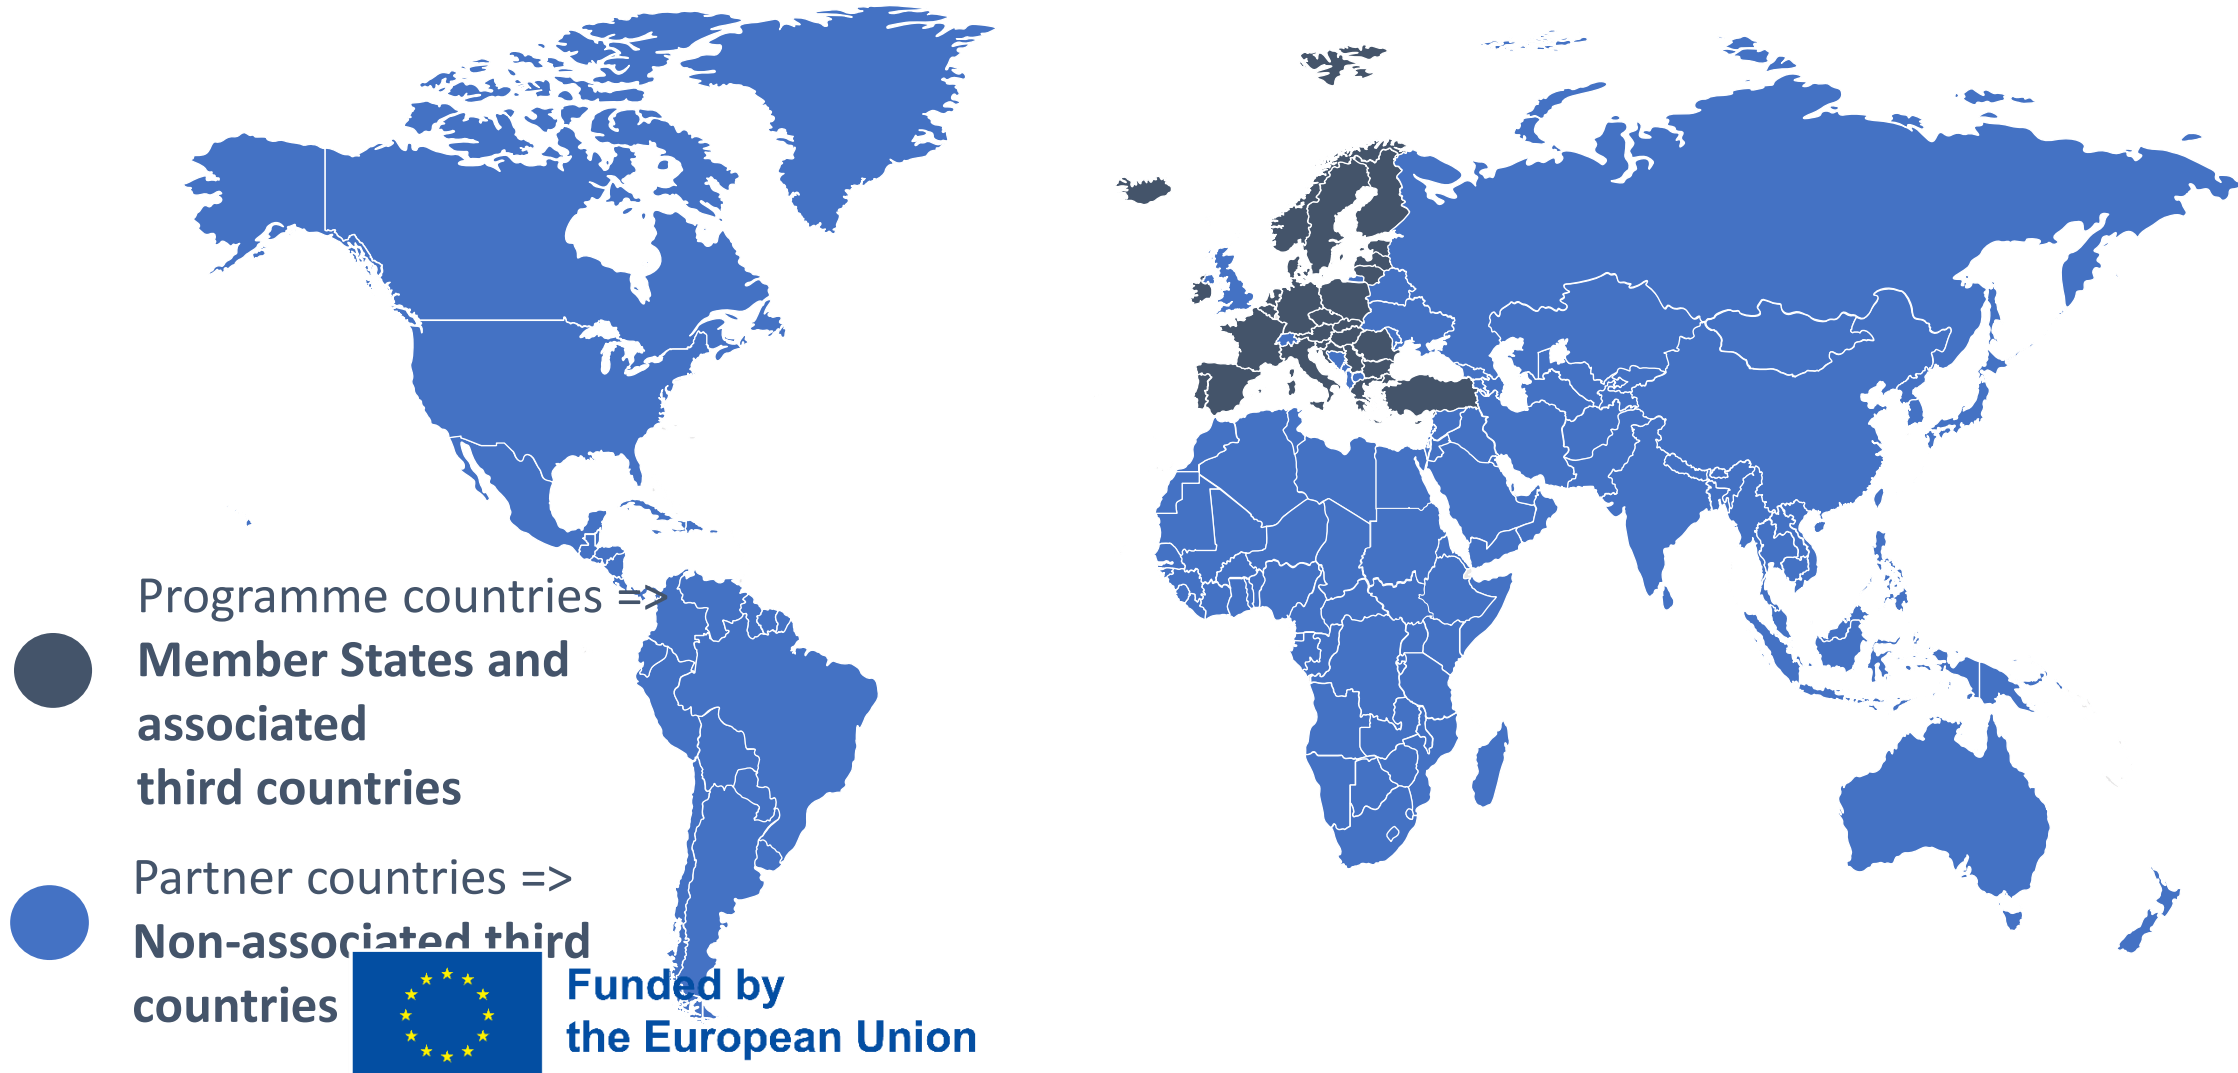 Programme countries =>
Member States and
associated
third countries
Partner countries =>
Non-associated third
countries
Funded by
the European Union